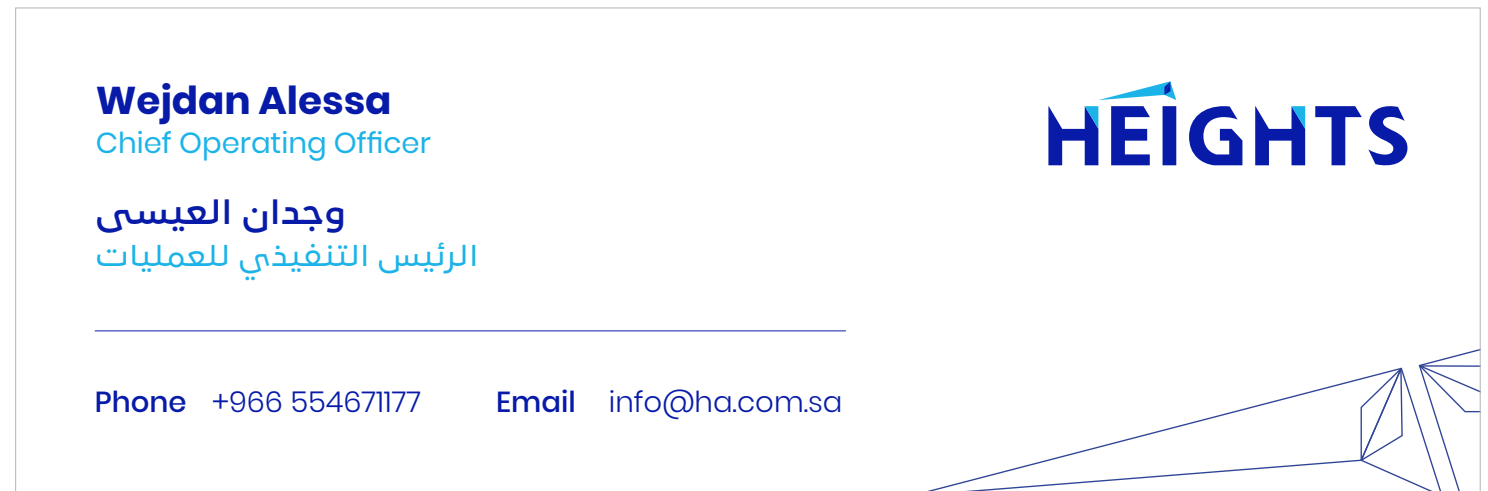 Wejdan Alessa
Chief Operating Officer
وجدان العيسى
الرئيس التنفيذي للعمليات
HEIGHTS
Phone +966 554671177 Email info@ha.com.sa